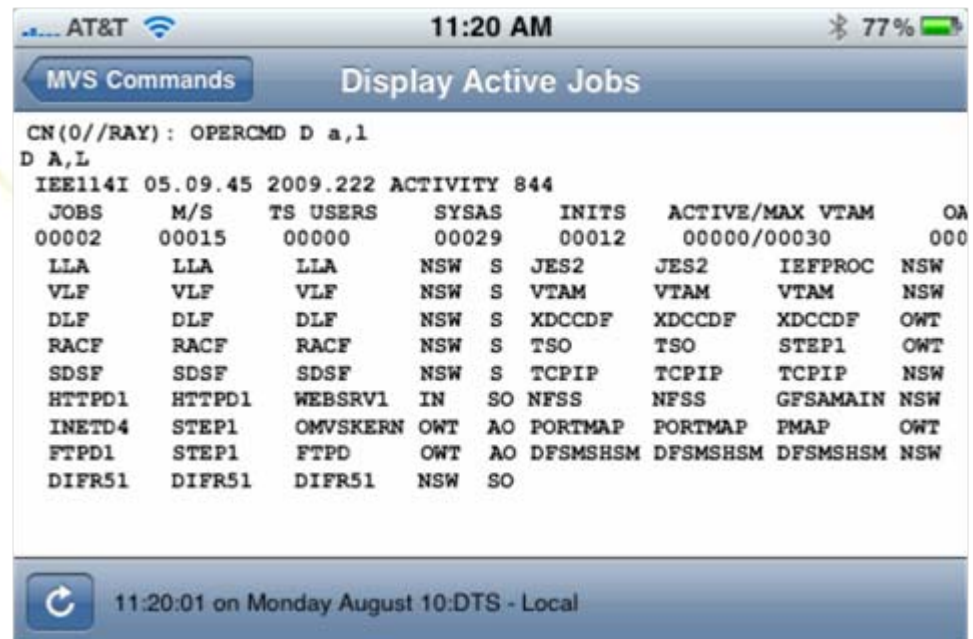 AT&T 11:20 AM 77%
MVS Commands Display Active Jobs
CN(0//RAY): OPERCMD D a,l
D A,L
IEE114I 05.09.45 2009.222 ACTIVITY 844
JOBS M/S TS USERS SYSAS INITS ACTIVE/MAX VTAM OA
00002 00015 00000 00029 00012 00000/00030 000
LLA LLA LLA NSW S JES2 JES2 IEFPROC NSW
VLF VLF VLF NSW S VTAM VTAM VTAM NSW
DLF DLF DLF NSW S XDCCDF XDCCDF XDCCDF OWT
RACF RACF RACF NSW S TSO TSO STEP1 OWT
SDSF SDSF SDSF NSW S TCPIP TCPIP TCPIP NSW
HTTPD1 HTTPD1 WEBSRV1 IN SO NFSS NFSS GFSAMAIN NSW
INETD4 STEP1 OMVSKERN OWT AO PORTMAP PORTMAP PMAP OWT
FTPD1 STEP1 FTPD OWT AO DFSMSHSM DFSMSHSM DFSMSHSM NSW
DIFR51 DIFR51 DIFR51 NSW SO
11:20:01 on Monday August 10:DTS - Local